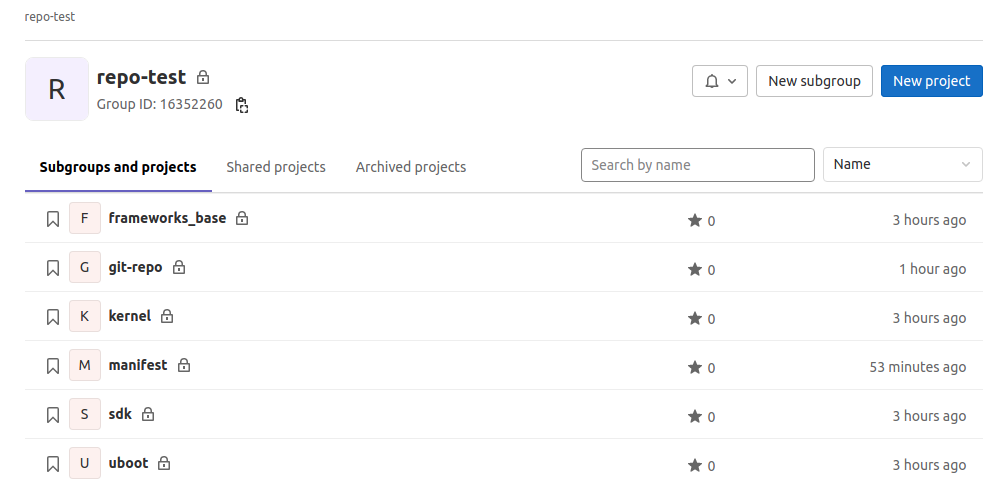 repo-test
R
repo-test
Group ID: 16352260
New subgroup
New project
Subgroups and projects
Shared projects
Archived projects
Search by name
Name
F frameworks_base 0 3 hours ago
G git-repo 0 1 hour ago
K kernel 0 3 hours ago
M manifest 0 53 minutes ago
S sdk 0 3 hours ago
U uboot 0 3 hours ago